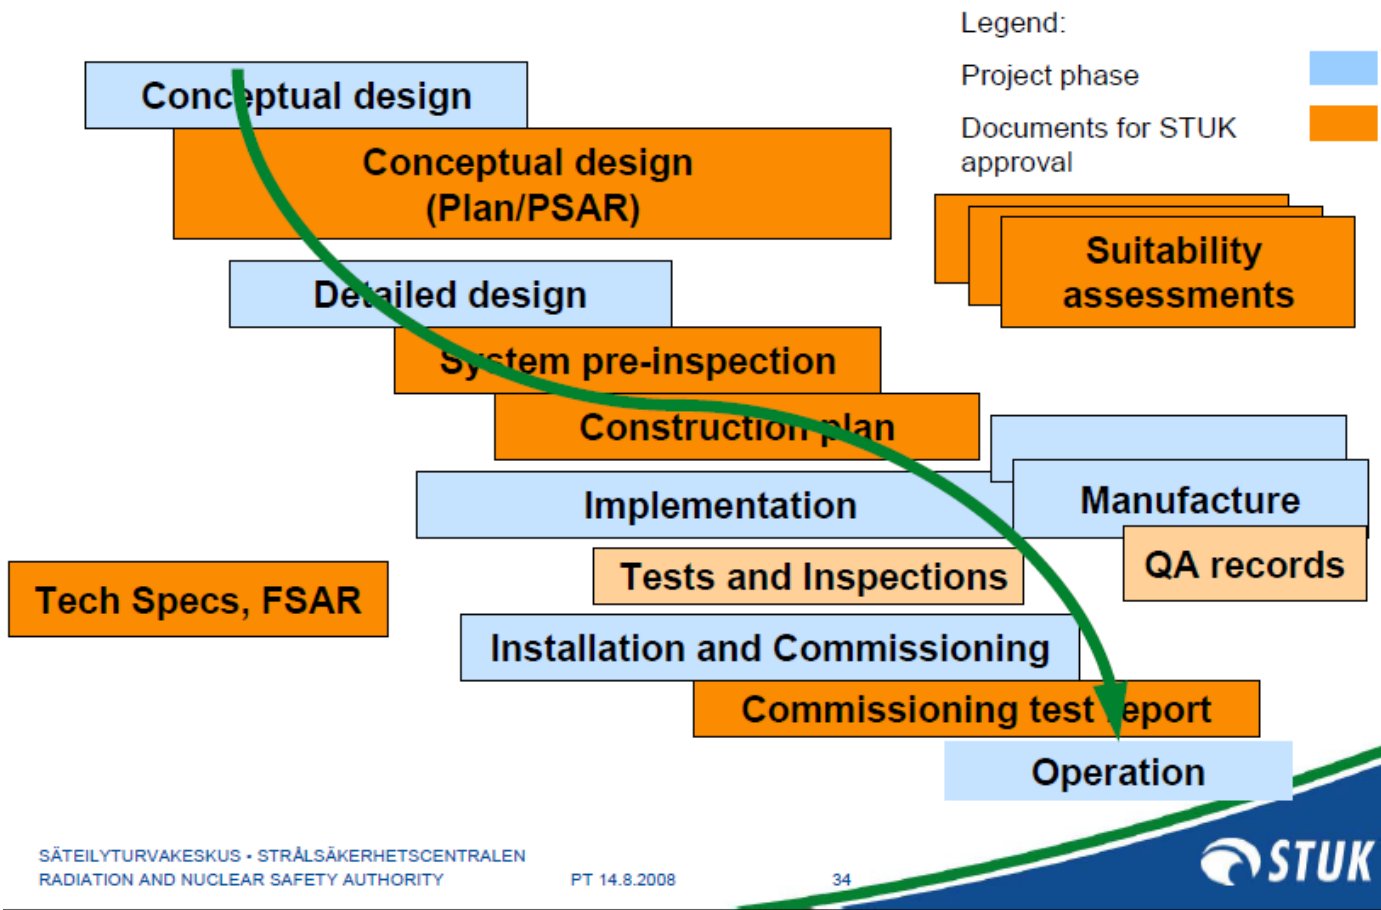 Legend:
Project phase
Documents for STUK
approval
Conceptual design
Conceptual design
(Plan/PSAR)
Suitability
assessments
Detailed design
System pre-inspection
Construction plan
Implementation
Manufacture
Tests and Inspections
QA records
Tech Specs, FSAR
Installation and Commissioning
Commissioning test report
Operation
SÄTEILYTURVAKESKUS • STRÅLSÄKERHETSCENTRALEN
RADIATION AND NUCLEAR SAFETY AUTHORITY
PT 14.8.2008
34
STUK